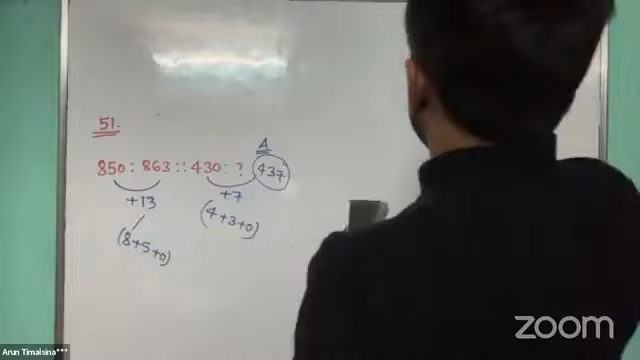 51.
A
850 : 863 :: 430 : ? 437
+13
+7
(8+5+0)
(4+3+0)
zoom
Arun Timalsina***